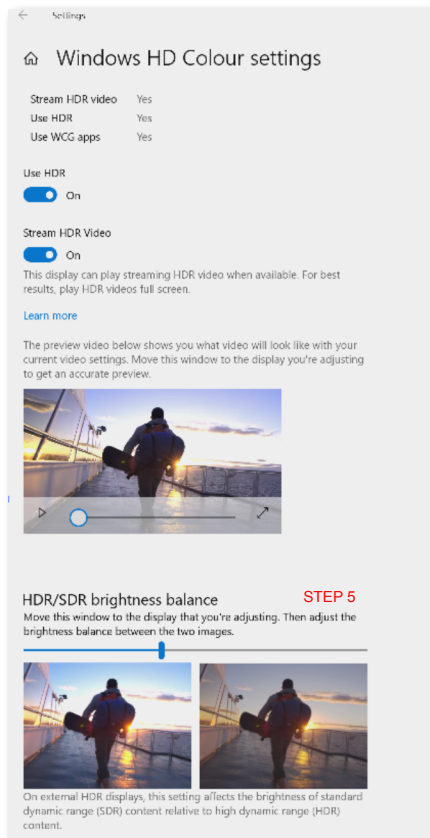 Settings
Windows HD Colour settings
Stream HDR video Yes
Use HDR Yes
Use WCG apps Yes
Use HDR
On
Stream HDR Video
On
This display can play streaming HDR video when available. For best
results, play HDR videos full screen.
Learn more
The preview video below shows you what video will look like with your
current video settings. Move this window to the display you're adjusting
to get an accurate preview.
HDR/SDR brightness balance STEP 5
Move this window to the display that you're adjusting. Then adjust the
brightness balance between the two images.
On external HDR displays, this setting affects the brightness of standard
dynamic range (SDR) content relative to high dynamic range (HDR)
content.